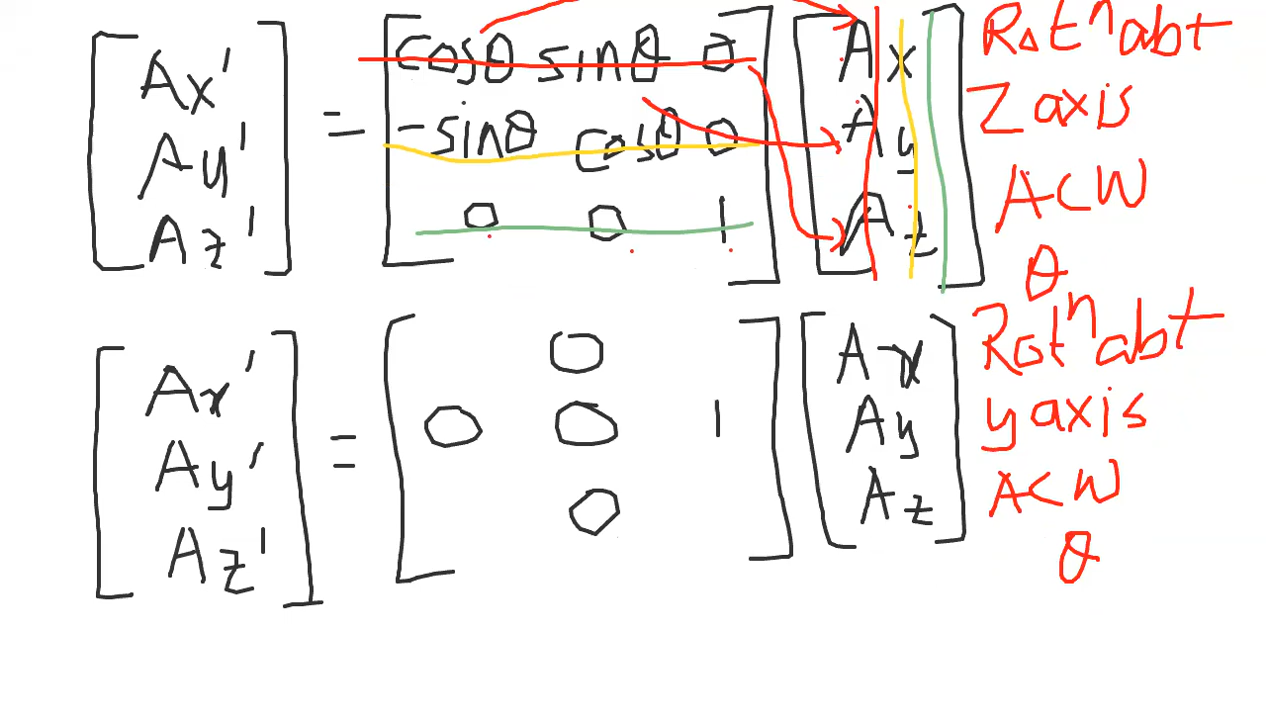 [Ax' Ay' Az'] = [cosθ sinθ 0
-sinθ cosθ 0
0 0 1] [Ax Ay Az]
Rotⁿ abt
Z axis
ACW
θ
[Ax' Ay' Az'] = [0
0 0 1
0] [Ax Ay Az]
Rotⁿ abt
y axis
ACW
θ